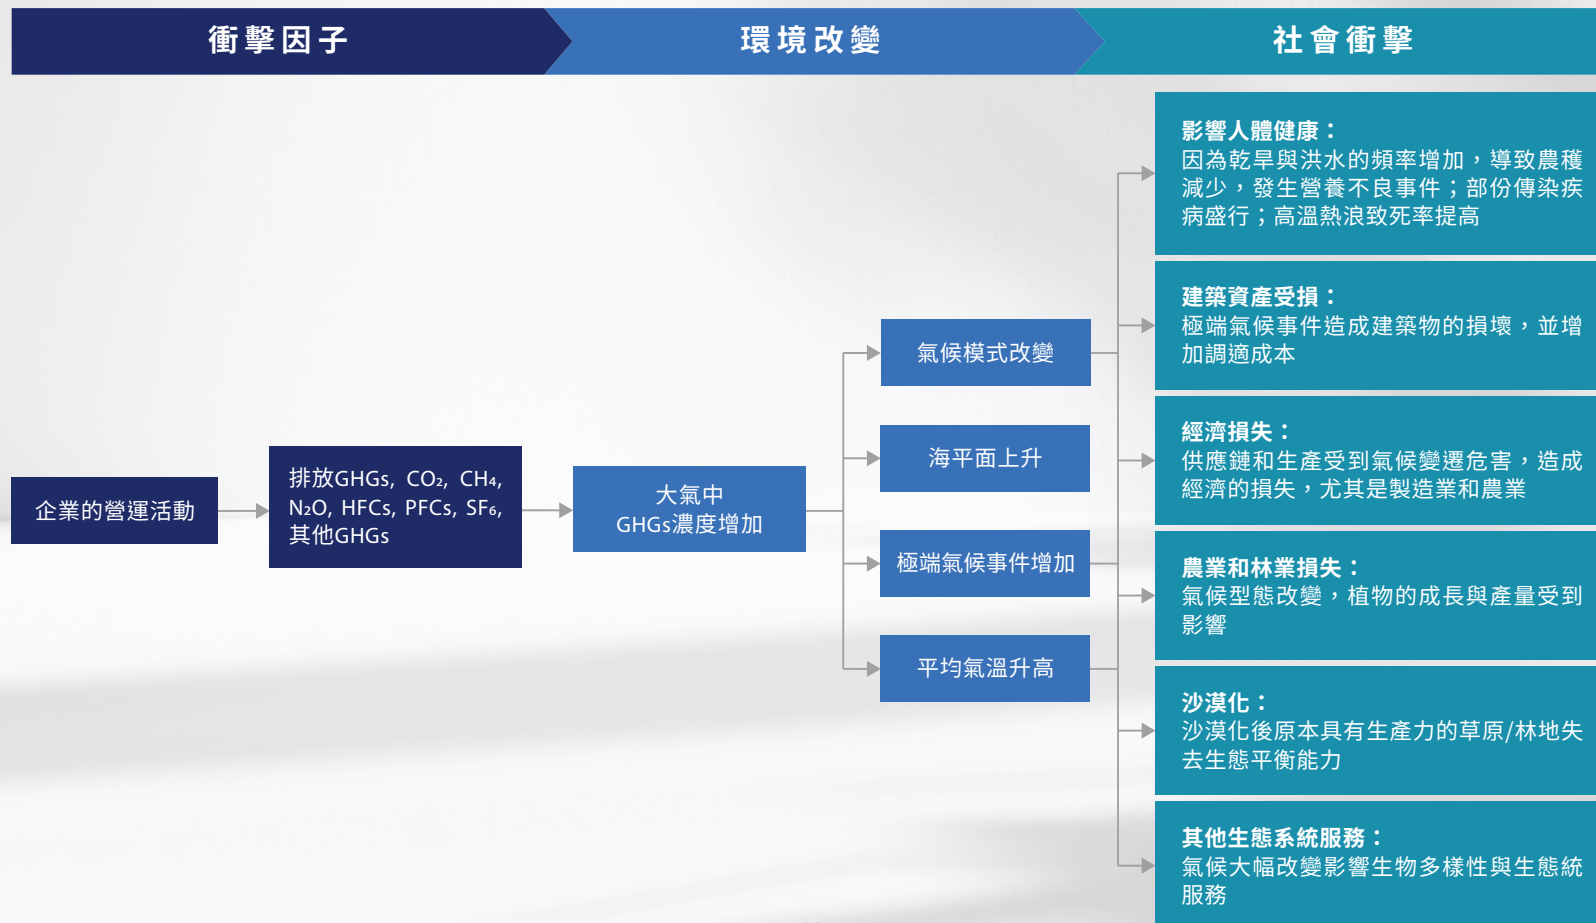 衝擊因子
環境改變
社會衝擊
企業的營運活動
排放GHGs, CO₂, CH₄,
N₂O, HFCs, PFCs, SF₆,
其他GHGs
大氣中
GHGs濃度增加
氣候模式改變
海平面上升
極端氣候事件增加
平均氣溫升高
影響人體健康：
因為乾旱與洪水的頻率增加，導致農穫
減少，發生營養不良事件；部份傳染疾
病盛行；高溫熱浪致死率提高
建築資產受損：
極端氣候事件造成建築物的損壞，並增
加調適成本
經濟損失：
供應鏈和生產受到氣候變遷危害，造成
經濟的損失，尤其是製造業和農業
農業和林業損失：
氣候型態改變，植物的成長與產量受到
影響
沙漠化：
沙漠化後原本具有生產力的草原/林地失
去生態平衡能力
其他生態系統服務：
氣候大幅改變影響生物多樣性與生態統
服務